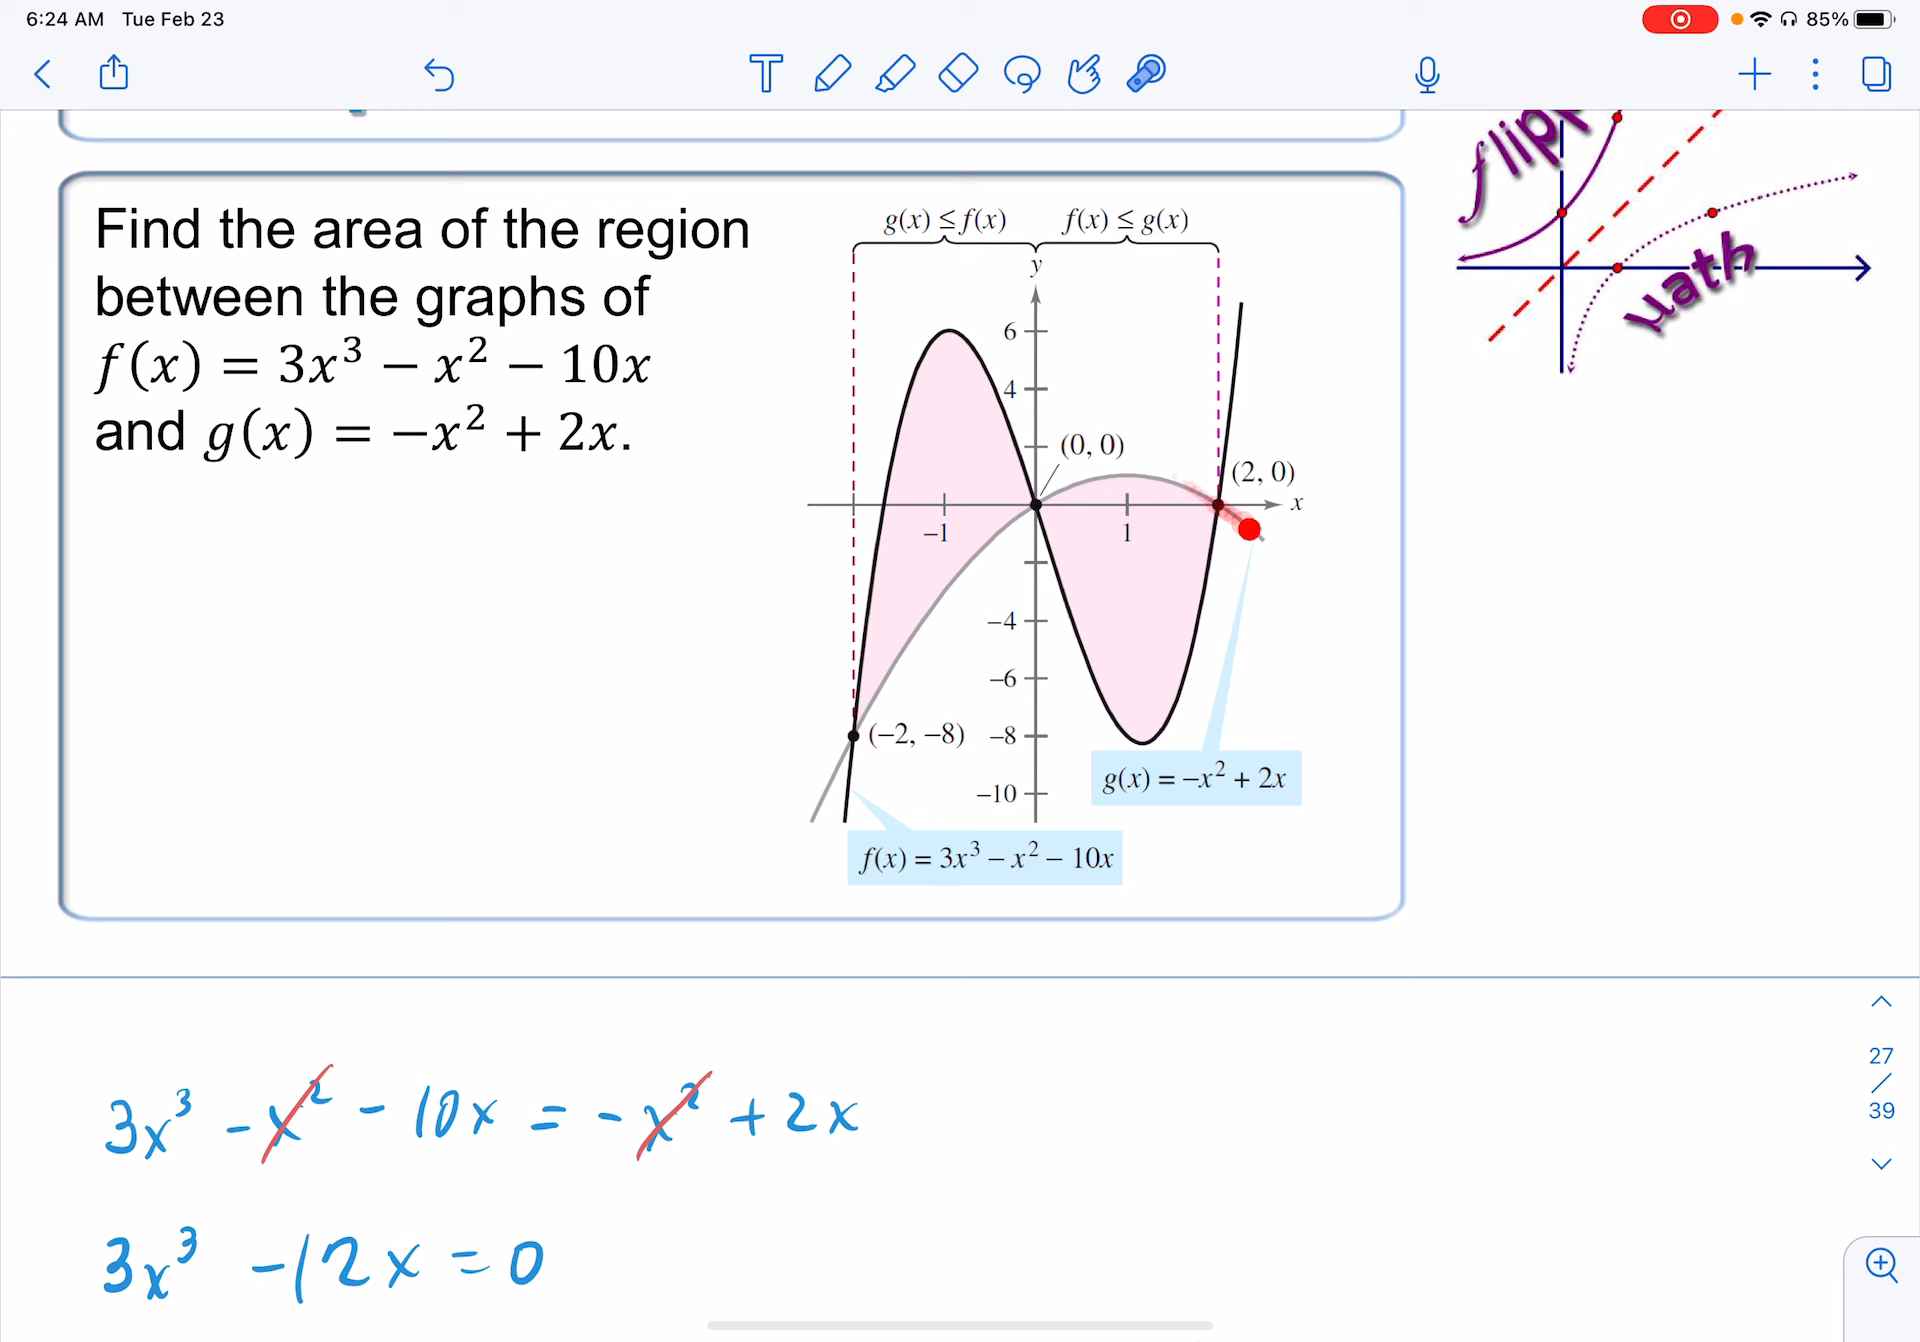 6:24 AM Tue Feb 23
85%
flipp
math
Find the area of the region
between the graphs of
f(x) = 3x³ − x² − 10x
and g(x) = −x² + 2x.
g(x) ≤ f(x) f(x) ≤ g(x)
y
6
4
(0, 0)
(2, 0)
x
−1 1
−4
−6
(−2, −8) −8
−10
g(x) = −x² + 2x
f(x) = 3x³ − x² − 10x
27
/
39
3x³ - x² - 10x = - x² + 2x
3x³ - 12x = 0